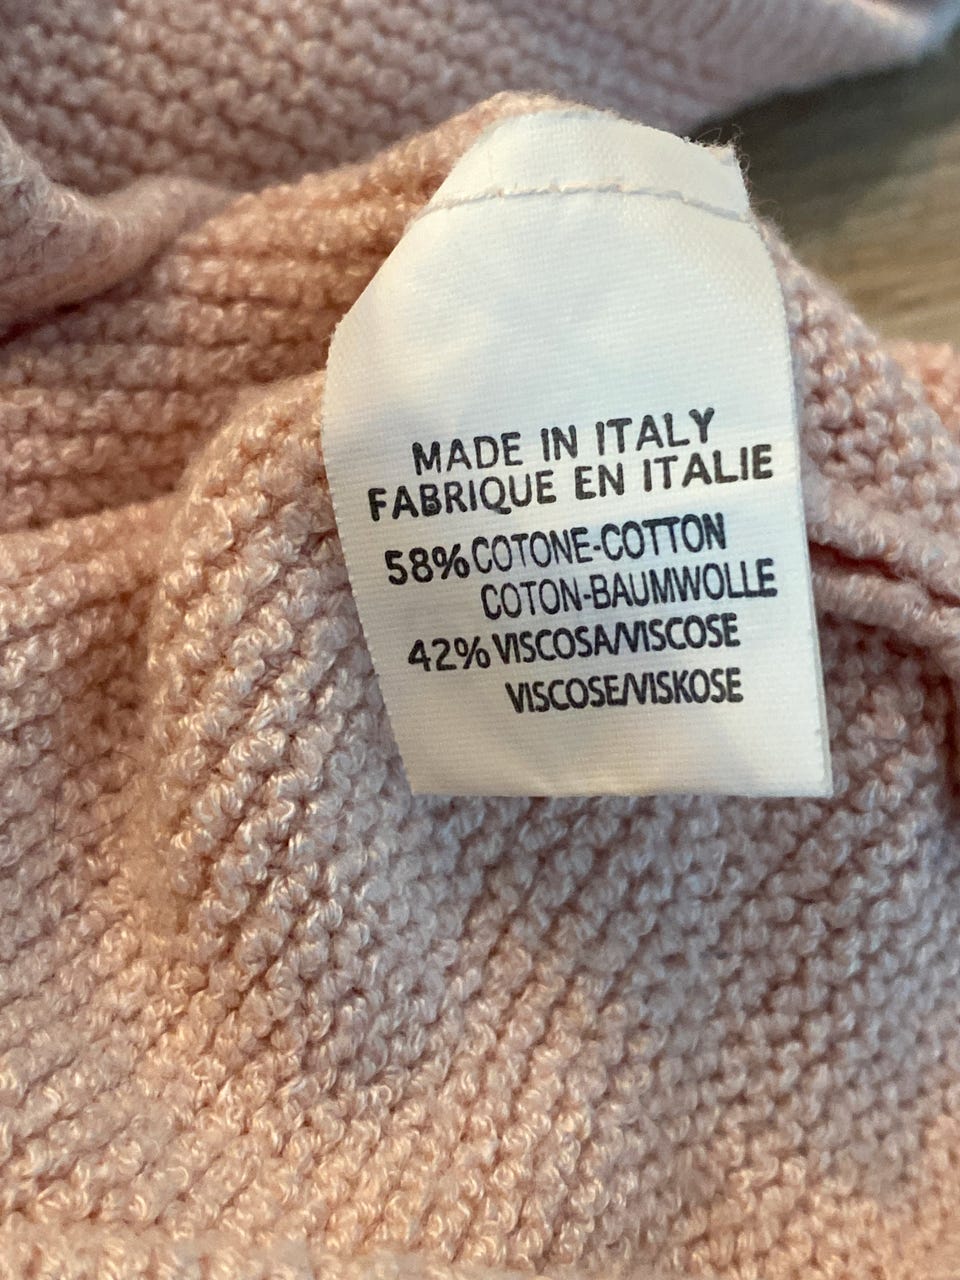 MADE IN ITALY
FABRIQUE EN ITALIE
58% COTONE-COTTON
COTON-BAUMWOLLE
42% VISCOSA/VISCOSE
VISCOSE/VISKOSE